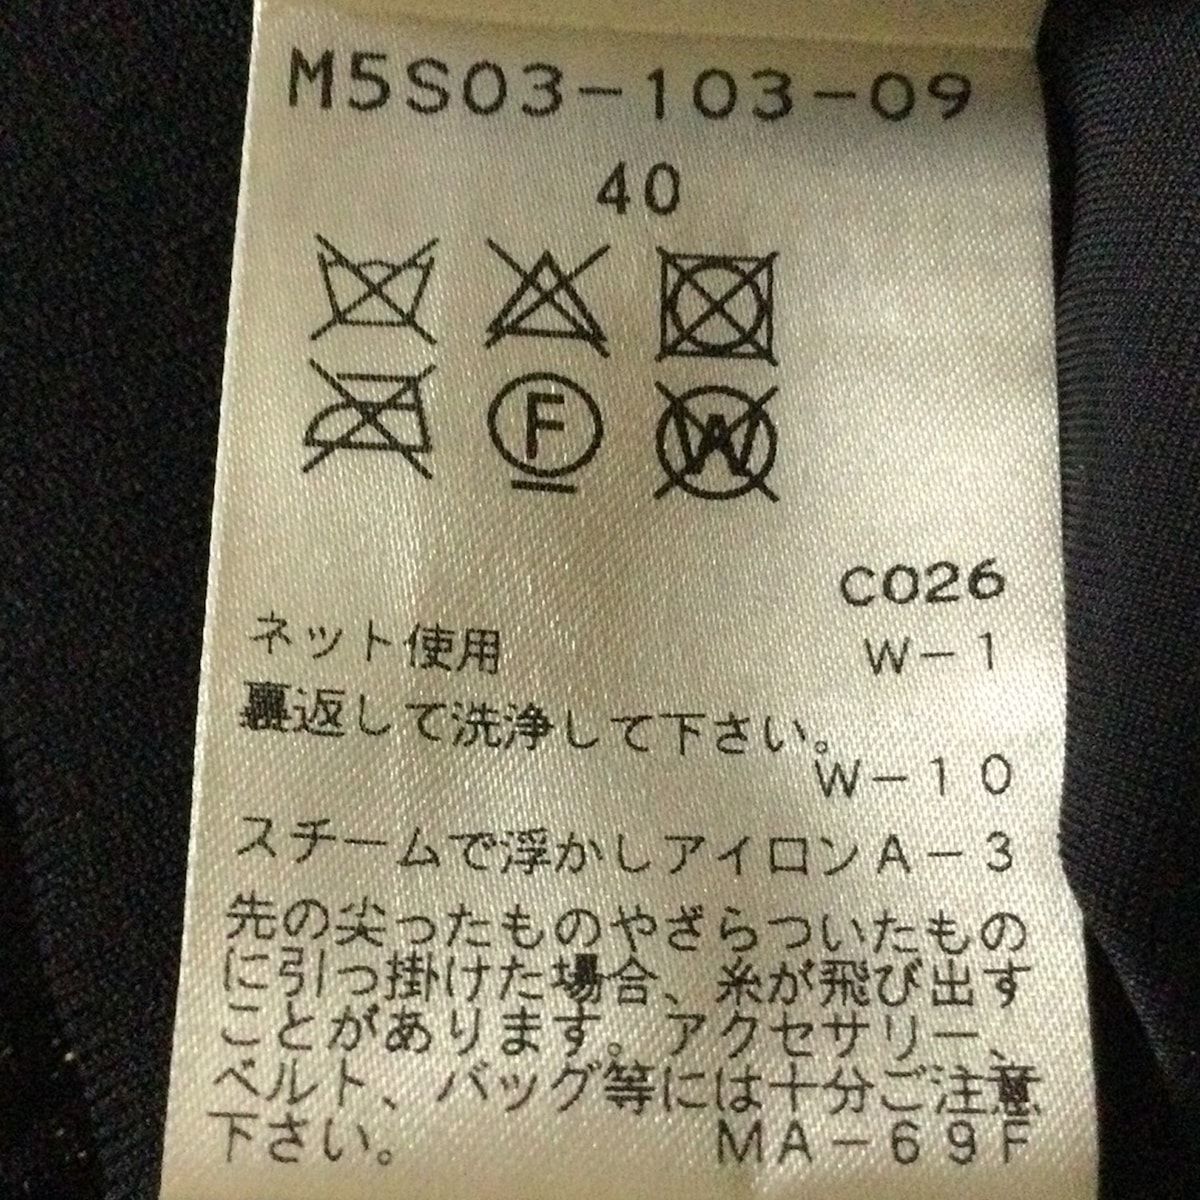 M5S03-103-09
40
F
W
C026
ネット使用 W-1
裏返して洗浄して下さい。
W-10
スチームで浮かしアイロンA-3
先の尖ったものやざらついたもの
に引っ掛けた場合、糸が飛び出す
ことがあります。アクセサリー、
ベルト、バッグ等には十分ご注意
下さい。 MA-69F